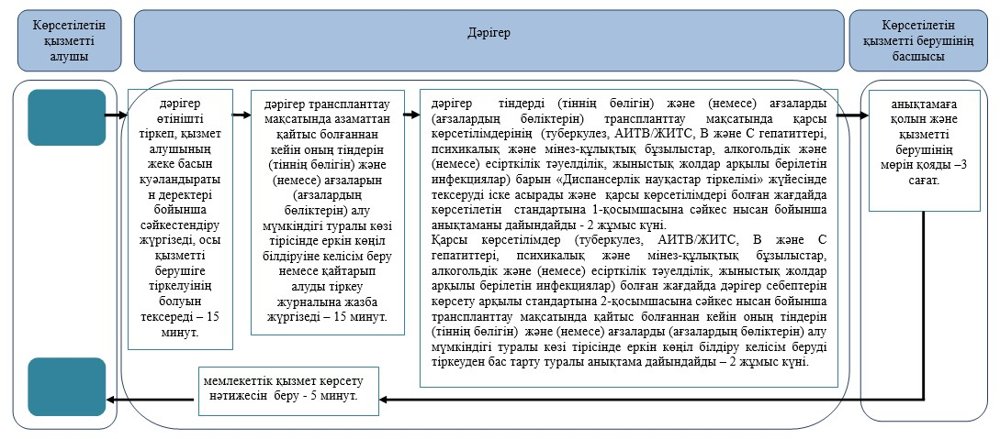 Көрсетілетін
қызметті
алушы
Дәрігер
Көрсетілетін
қызметті берушінің
басшысы
дәрігер
өтінішті
тіркеп, қызмет
алушының
жеке басын
куәландыраты
н деректері
бойынша
сәйкестендіру
жүргізеді, осы
қызметті
берушіге
тіркелуінің
болуын
тексереді – 15
минут.
дәрігер транспланттау
мақсатында азаматтан
қайтыс болғаннан
кейін оның тіндерін
(тіннің бөлігін) және
(немесе) ағзаларын
(ағзалардың
бөліктерін) алу
мүмкіндігі туралы көзі
тірісінде еркін көңіл
білдіруіне келісім беру
немесе қайтарып
алуды тіркеу
журналына жазба
жүргізеді – 15 минут.
дәрігер тіндерді (тіннің бөлігін) және (немесе) ағзаларды
(ағзалардың бөліктерін) трансплантау мақсатында қарсы
көрсетілімдерінің (туберкулез, АИТВ/ЖИТС, В және С гепатиттері,
психикалық және мінез-құлықтық бұзылыстар, алкогольдік және
(немесе) есірткілік тәуелділік, жыныстық жолдар арқылы берілетін
инфекциялар) барын «Диспансерлік науқастар тіркелімі» жүйесінде
тексеруді іске асырады және қарсы көрсетілімдері болған жағдайда
көрсетілетін стандартына 1-қосымшасына сәйкес нысан бойынша
анықтаманы дайындайды - 2 жұмыс күні.
Қарсы көрсетілімдер (туберкулез, АИТВ/ЖИТС, В және С
гепатиттері, психикалық және мінез-құлықтық бұзылыстар,
алкогольдік және (немесе) есірткілік тәуелділік, жыныстық жолдар
арқылы берілетін инфекциялар) болған жағдайда дәрігер себептерін
көрсету арқылы стандартына 2-қосымшасына сәйкес нысан бойынша
трансплантау мақсатында қайтыс болғаннан кейін оның тіндерін
(тіннің бөлігін) және (немесе) ағзаларды (ағзалардың бөліктерін) алу
мүмкіндігі туралы көзі тірісінде еркін көңіл білдіру келісім беруді
тіркеуден бас тарту туралы анықтама дайындайды – 2 жұмыс күні.
анықтамаға
қолын және
қызметті
берушінің
мөрін қояды –3
сағат.
мемлекеттік қызмет көрсету
нәтижесін беру - 5 минут.